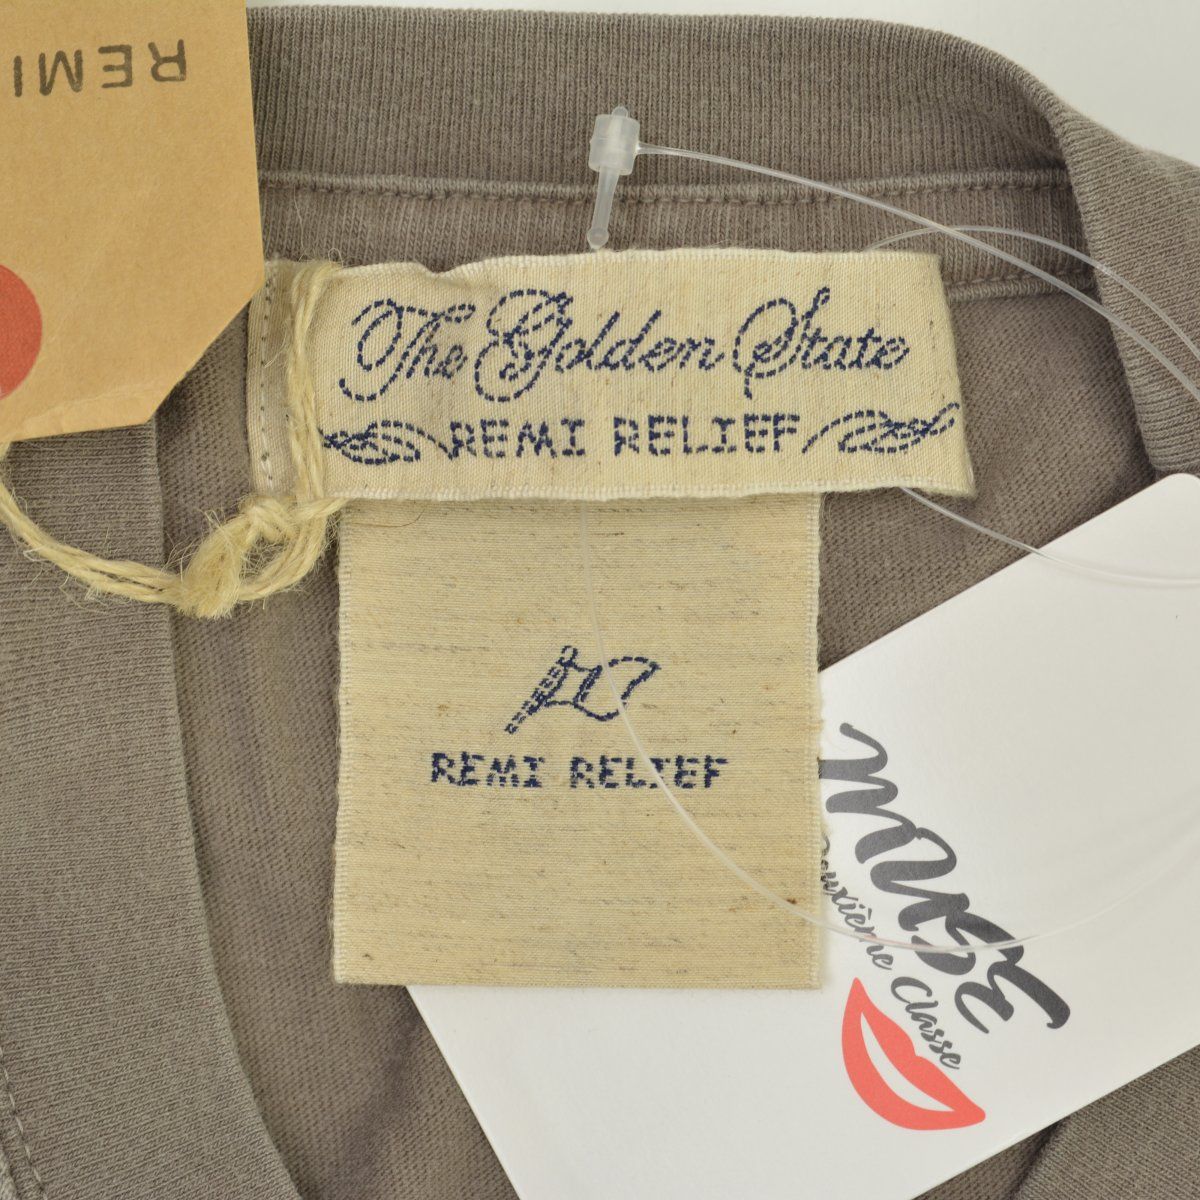 REMI
The Golden State
REMI RELIEF
REMI RELIEF
MUSE
Deuxième Classe